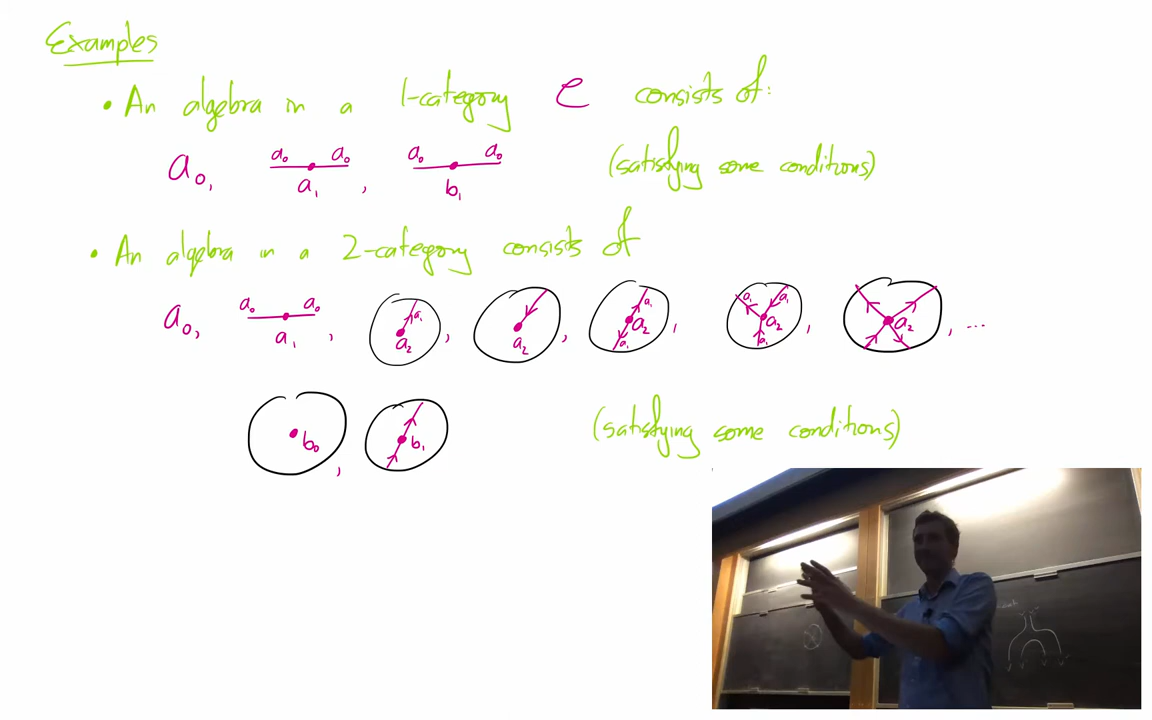 Examples
• An algebra in a 1-category C consists of:
a₀, a₀ a₀ a₁ , a₀ a₀ b₁ (satisfying some conditions)
• An algebra in a 2-category consists of
a₀, a₀ a₀ a₁ , a₁ a₂ , a₂ , a₁ a₂ a₁ , a₁ a₁ a₂ a₁ , a₂ , ...
b₀ , b₁ (satisfying some conditions)